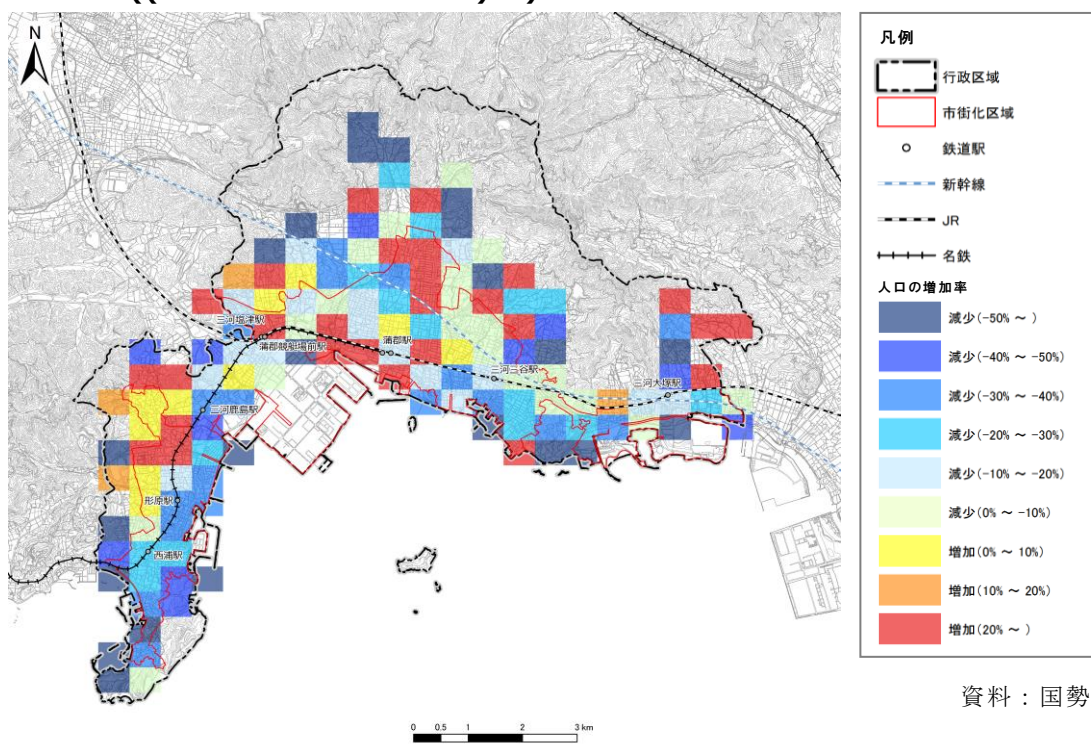 N
三河塩津駅
蒲郡競艇場前駅
蒲郡駅
三河三谷駅
三河大塚駅
三河鹿島駅
形原駅
西浦駅
0 0.5 1 2 3 km
凡例
行政区域
市街化区域
鉄道駅
新幹線
JR
名鉄
人口の増加率
減少(-50% ~ )
減少(-40% ~ -50%)
減少(-30% ~ -40%)
減少(-20% ~ -30%)
減少(-10% ~ -20%)
減少(0% ~ -10%)
増加(0% ~ 10%)
増加(10% ~ 20%)
増加(20% ~ )
資料：国勢